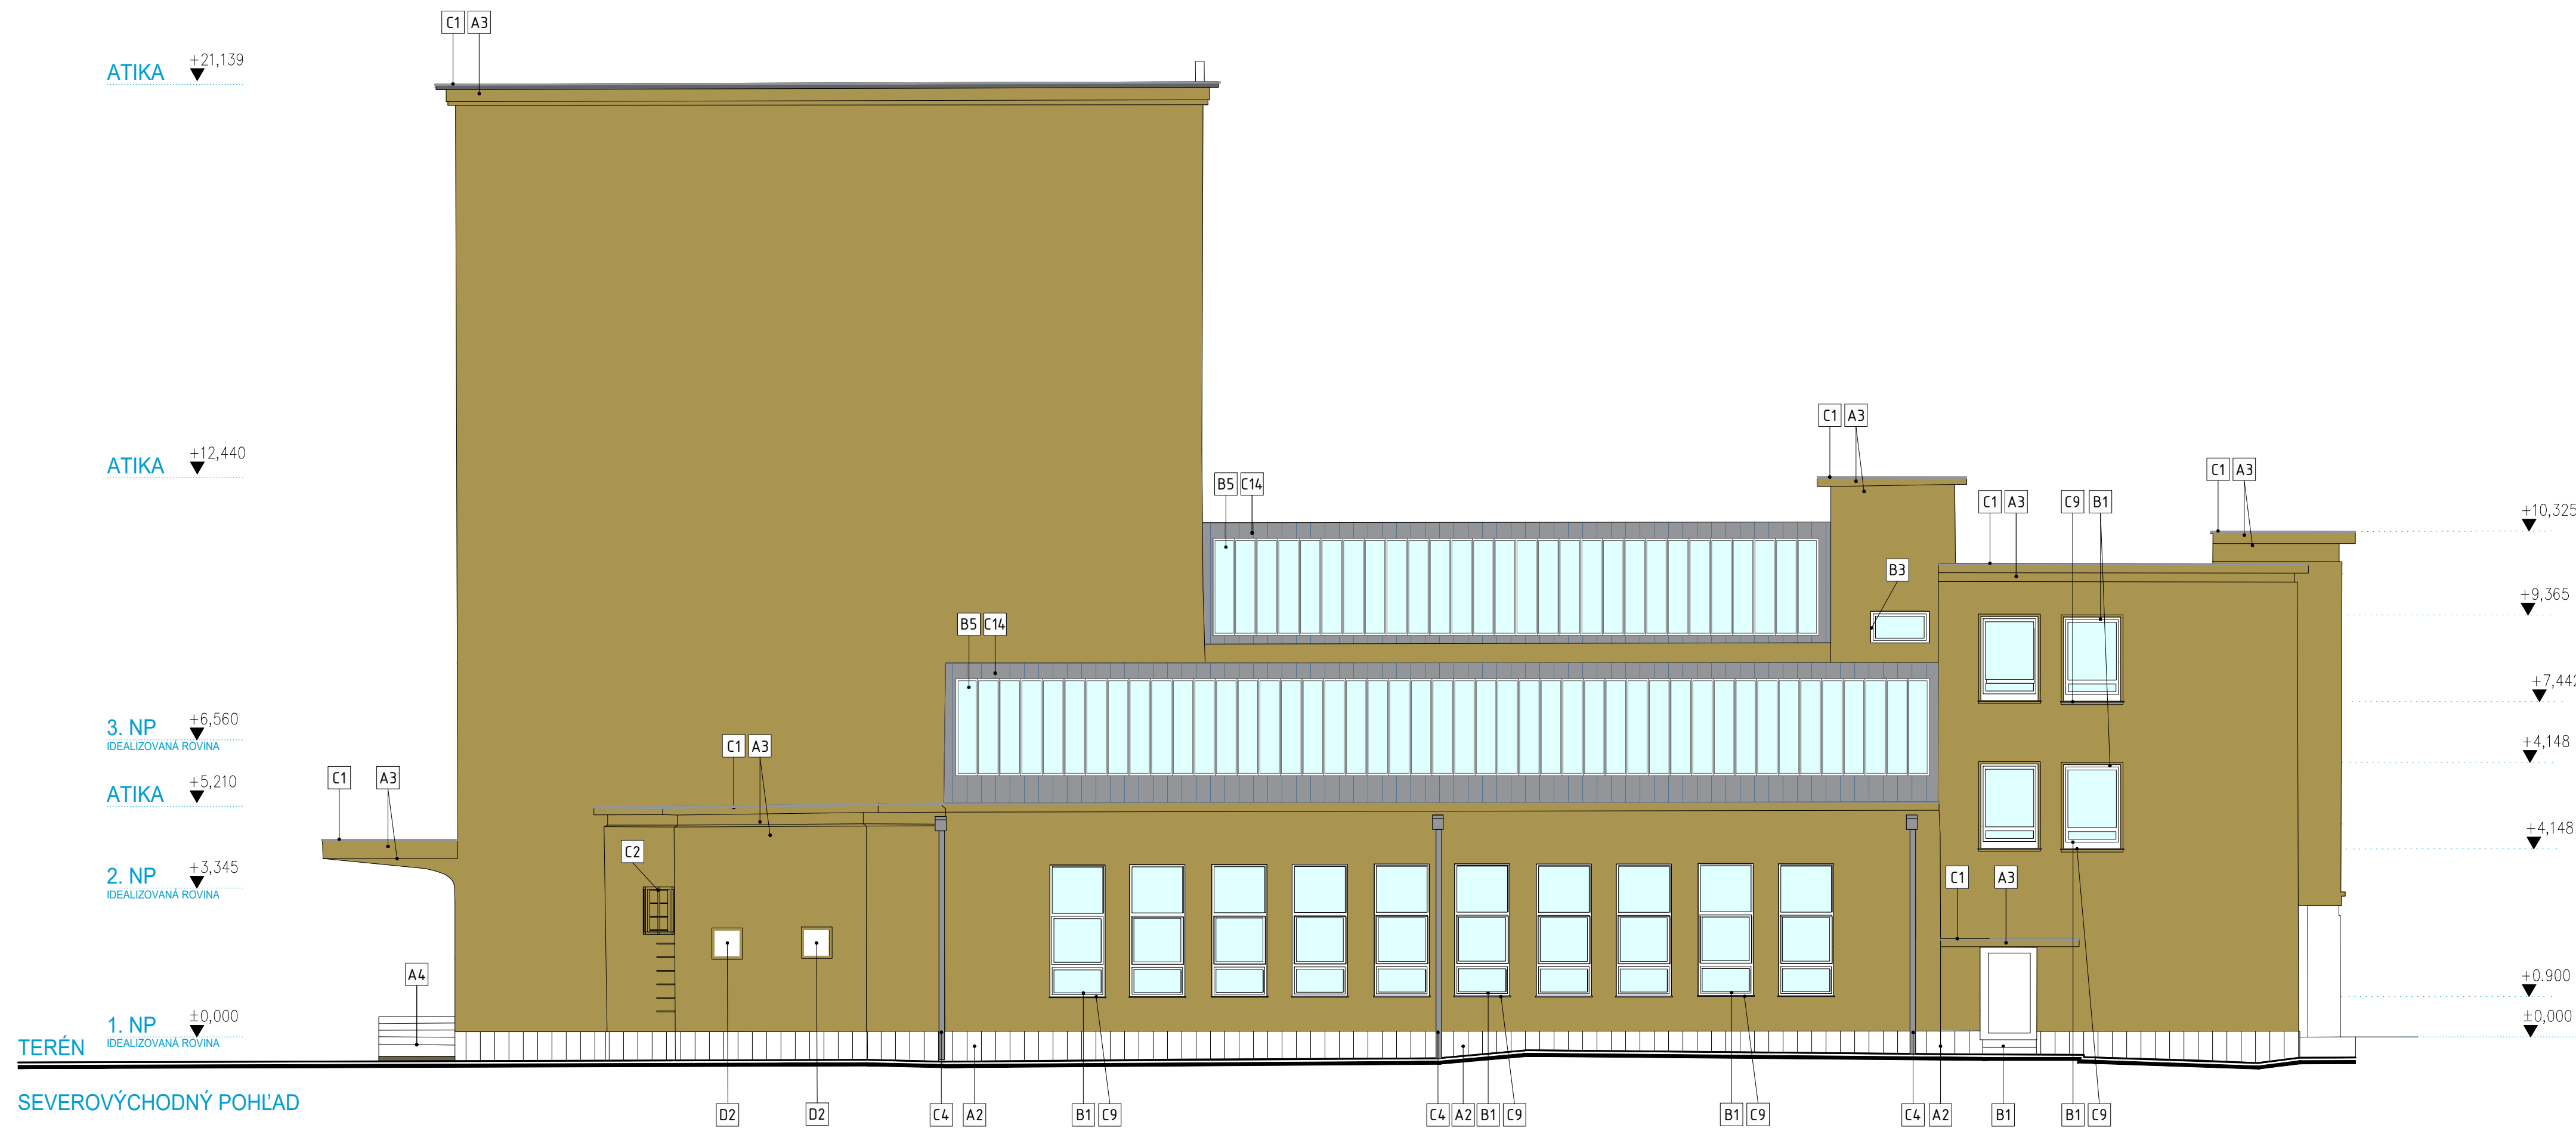 C1 A3
ATIKA +21,139
C1 A3
ATIKA +12,440
C1 A3
B5 C14
C1 A3
C9 B1
+10,325
B3
+9,365
B5 C14
+7,442
3. NP +6,560
IDEALIZOVANÁ ROVINA
C1 A3
+4,148
C1 A3
ATIKA +5,210
+4,148
C2
2. NP +3,345
IDEALIZOVANÁ ROVINA
C1 A3
A4
+0.900
1. NP ±0,000
IDEALIZOVANÁ ROVINA
±0,000
TERÉN
SEVEROVÝCHODNÝ POHĽAD
D2 D2 C4 A2 B1 C9 C4 A2 B1 C9 B1 C9 C4 A2 B1 B1 C9